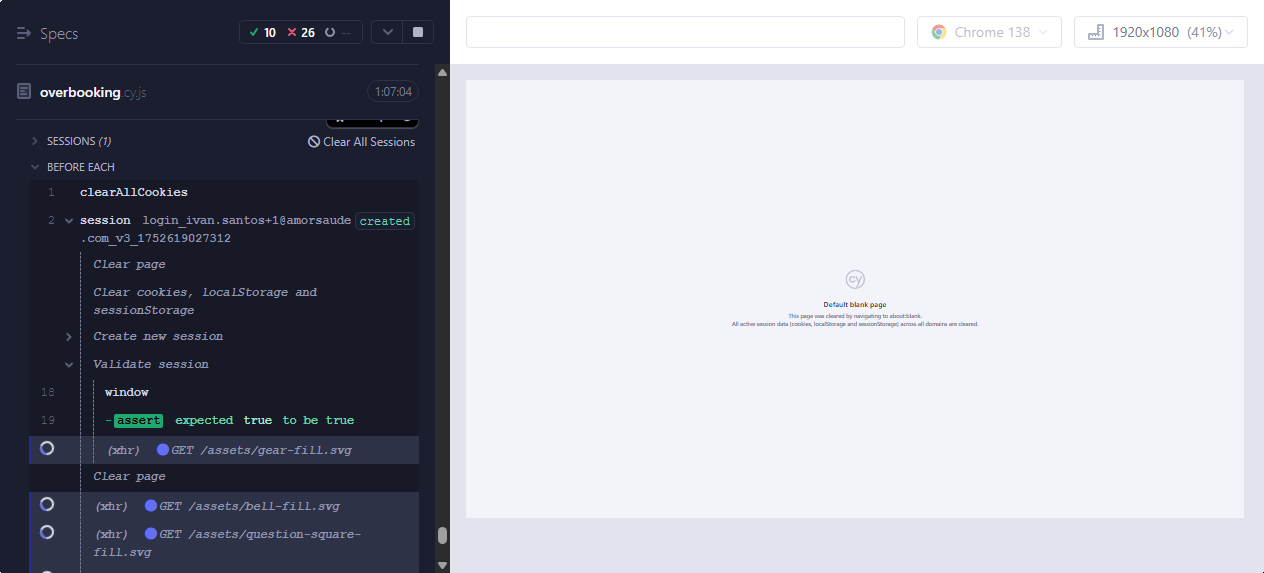 Specs
10 26 --
Chrome 138
1920x1080 (41%)
overbooking.cy.js
1:07:04
SESSIONS (1)
Clear All Sessions
BEFORE EACH
1 clearAllCookies
2 session login_ivan.santos+1@amorsaude created
.com_v3_1752619027312
Clear page
Clear cookies, localStorage and
sessionStorage
Create new session
Validate session
18 window
19 -assert expected true to be true
(xhr) GET /assets/gear-fill.svg
Clear page
(xhr) GET /assets/bell-fill.svg
(xhr) GET /assets/question-square-
fill.svg
cy
Default blank page
This page was cleared by navigating to about:blank.
All active session data (cookies, localStorage and sessionStorage) across all domains are cleared.